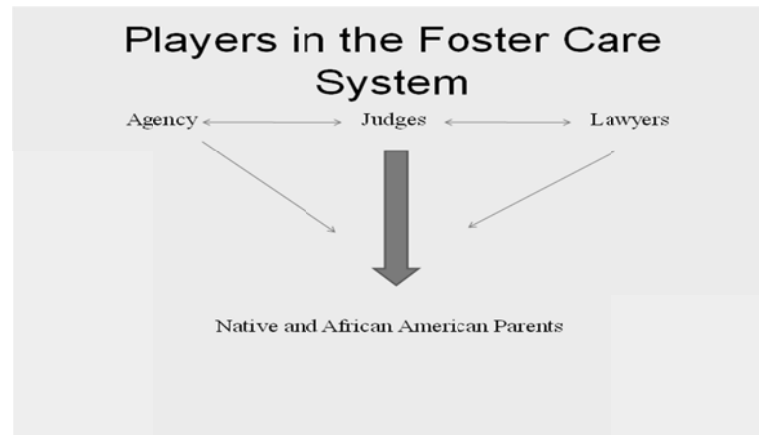 Players in the Foster Care
System
Agency Judges Lawyers
Native and African American Parents